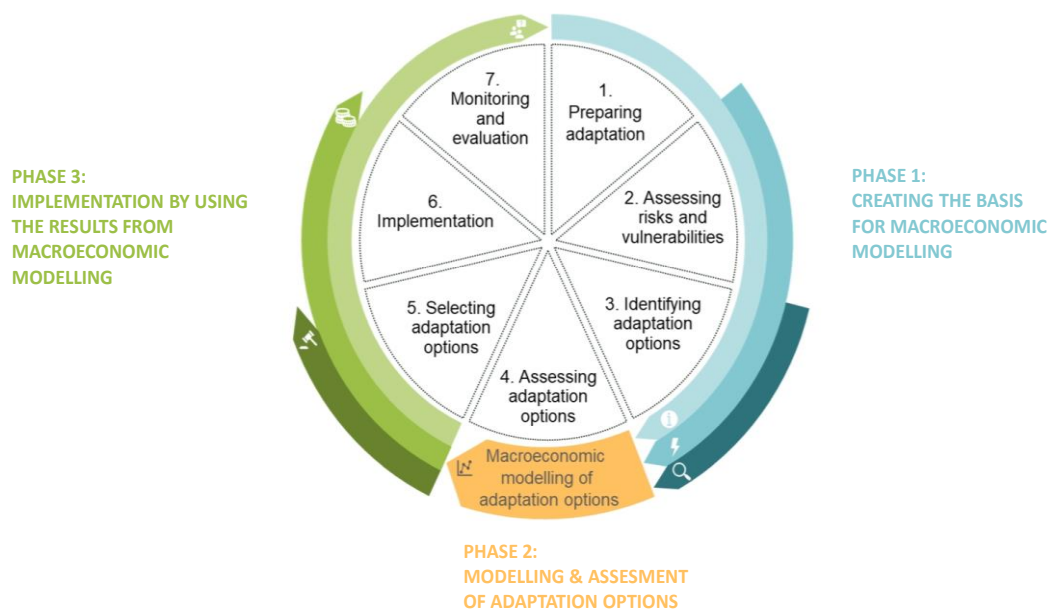 7.
Monitoring
and
evaluation
1.
Preparing
adaptation
PHASE 3:
IMPLEMENTATION BY USING
THE RESULTS FROM
MACROECONOMIC
MODELLING
6.
Implementation
2. Assessing
risks and
vulnerabilities
PHASE 1:
CREATING THE BASIS
FOR MACROECONOMIC
MODELLING
5. Selecting
adaptation
options
3. Identifying
adaptation
options
4. Assessing
adaptation
options
Macroeconomic
modelling of
adaptation options
PHASE 2:
MODELLING & ASSESMENT
OF ADAPTATION OPTIONS